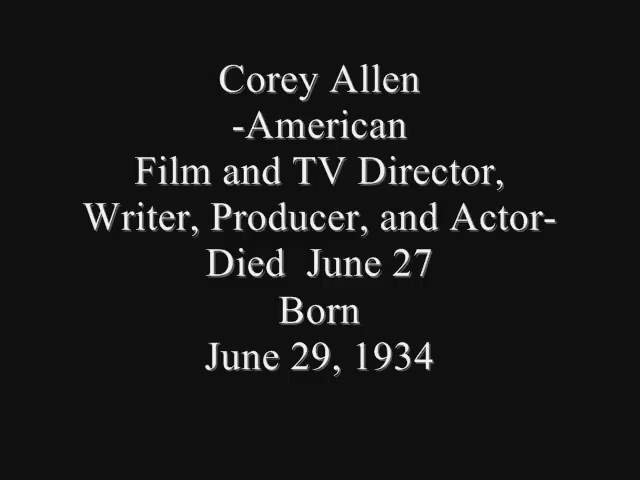 Corey Allen
-American
Film and TV Director,
Writer, Producer, and Actor-
Died  June 27
Born
June 29, 1934